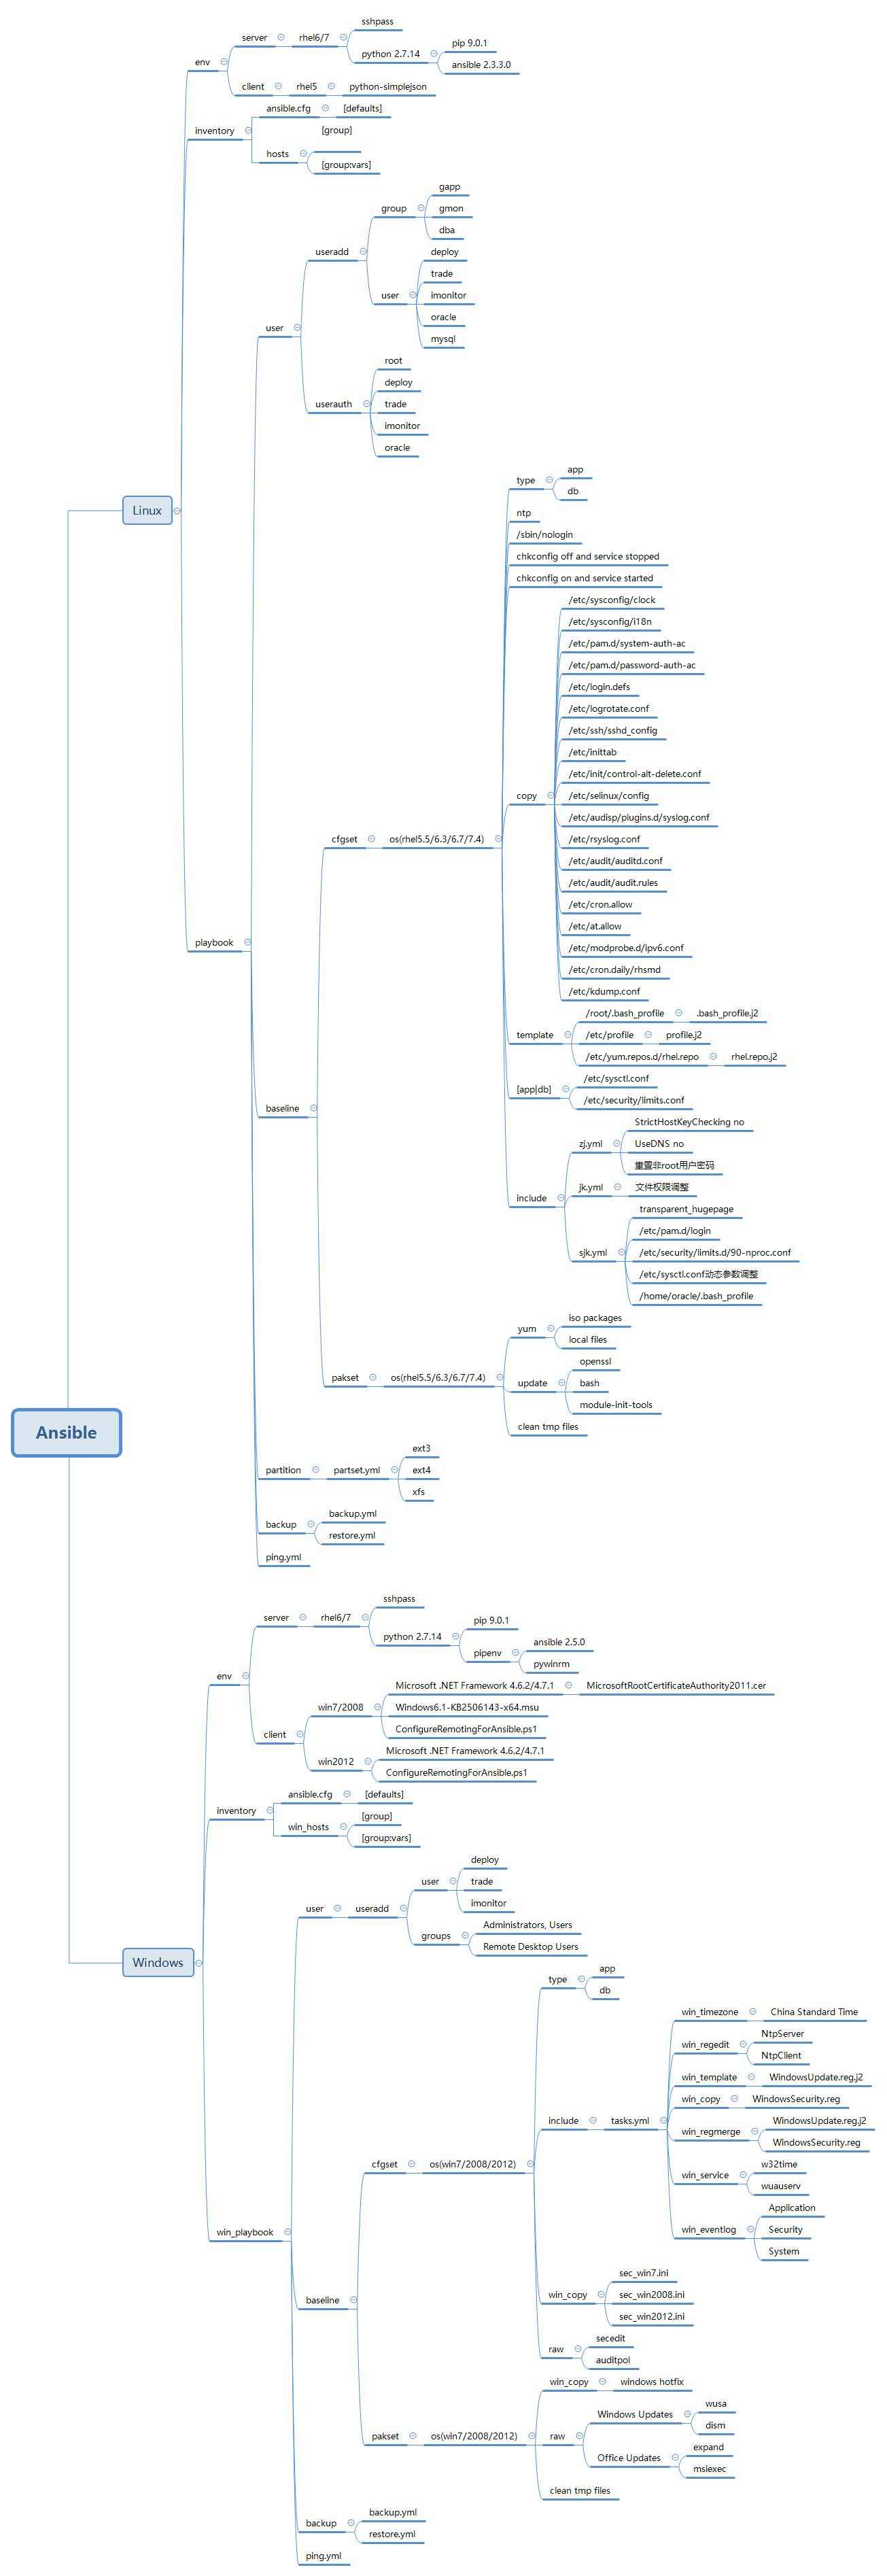 sshpass
server
rhel6/7
pip 9.0.1
python 2.7.14
env
ansible 2.3.3.0
client
rhel5
python-simplejson
ansible.cfg
[defaults]
inventory
[group]
hosts
[group:vars]
gapp
group
gmon
dba
useradd
deploy
trade
user
imonitor
oracle
user
mysql
root
deploy
userauth
trade
imonitor
oracle
app
type
db
Linux
ntp
/sbin/nologin
chkconfig off and service stopped
chkconfig on and service started
/etc/sysconfig/clock
/etc/sysconfig/i18n
/etc/pam.d/system-auth-ac
/etc/pam.d/password-auth-ac
/etc/login.defs
/etc/logrotate.conf
/etc/ssh/sshd_config
/etc/inittab
/etc/init/control-alt-delete.conf
copy
/etc/selinux/config
/etc/audisp/plugins.d/syslog.conf
cfgset
os(rhel5.5/6.3/6.7/7.4)
/etc/rsyslog.conf
/etc/audit/auditd.conf
/etc/audit/audit.rules
/etc/cron.allow
/etc/at.allow
playbook
/etc/modprobe.d/ipv6.conf
/etc/cron.daily/rhsmd
/etc/kdump.conf
/root/.bash_profile
.bash_profile.j2
template
/etc/profile
profile.j2
/etc/yum.repos.d/rhel.repo
rhel.repo.j2
[app|db]
/etc/sysctl.conf
/etc/security/limits.conf
baseline
StrictHostKeyChecking no
zj.yml
UseDNS no
重置非root用户密码
jk.yml
文件权限调整
include
transparent_hugepage
/etc/pam.d/login
sjk.yml
/etc/security/limits.d/90-nproc.conf
/etc/sysctl.conf动态参数调整
/home/oracle/.bash_profile
yum
iso packages
local files
pakset
os(rhel5.5/6.3/6.7/7.4)
openssl
update
bash
module-init-tools
clean tmp files
Ansible
ext3
partition
partset.yml
ext4
xfs
backup
backup.yml
restore.yml
ping.yml
sshpass
server
rhel6/7
pip 9.0.1
python 2.7.14
ansible 2.5.0
pipenv
pywinrm
env
Microsoft .NET Framework 4.6.2/4.7.1
MicrosoftRootCertificateAuthority2011.cer
win7/2008
Windows6.1-KB2506143-x64.msu
ConfigureRemotingForAnsible.ps1
client
Microsoft .NET Framework 4.6.2/4.7.1
win2012
ConfigureRemotingForAnsible.ps1
ansible.cfg
[defaults]
inventory
[group]
win_hosts
[group:vars]
deploy
user
trade
imonitor
user
useradd
Administrators, Users
groups
Remote Desktop Users
Windows
app
type
db
win_timezone
China Standard Time
NtpServer
win_regedit
NtpClient
win_template
WindowsUpdate.reg.j2
win_copy
WindowsSecurity.reg
include
tasks.yml
WindowsUpdate.reg.j2
win_regmerge
WindowsSecurity.reg
cfgset
os(win7/2008/2012)
w32time
win_service
wuauserv
Application
win_eventlog
Security
System
win_playbook
sec_win7.ini
win_copy
sec_win2008.ini
sec_win2012.ini
baseline
secedit
raw
auditpol
win_copy
windows hotfix
wusa
Windows Updates
dism
pakset
os(win7/2008/2012)
raw
expand
Office Updates
msiexec
clean tmp files
backup
backup.yml
restore.yml
ping.yml